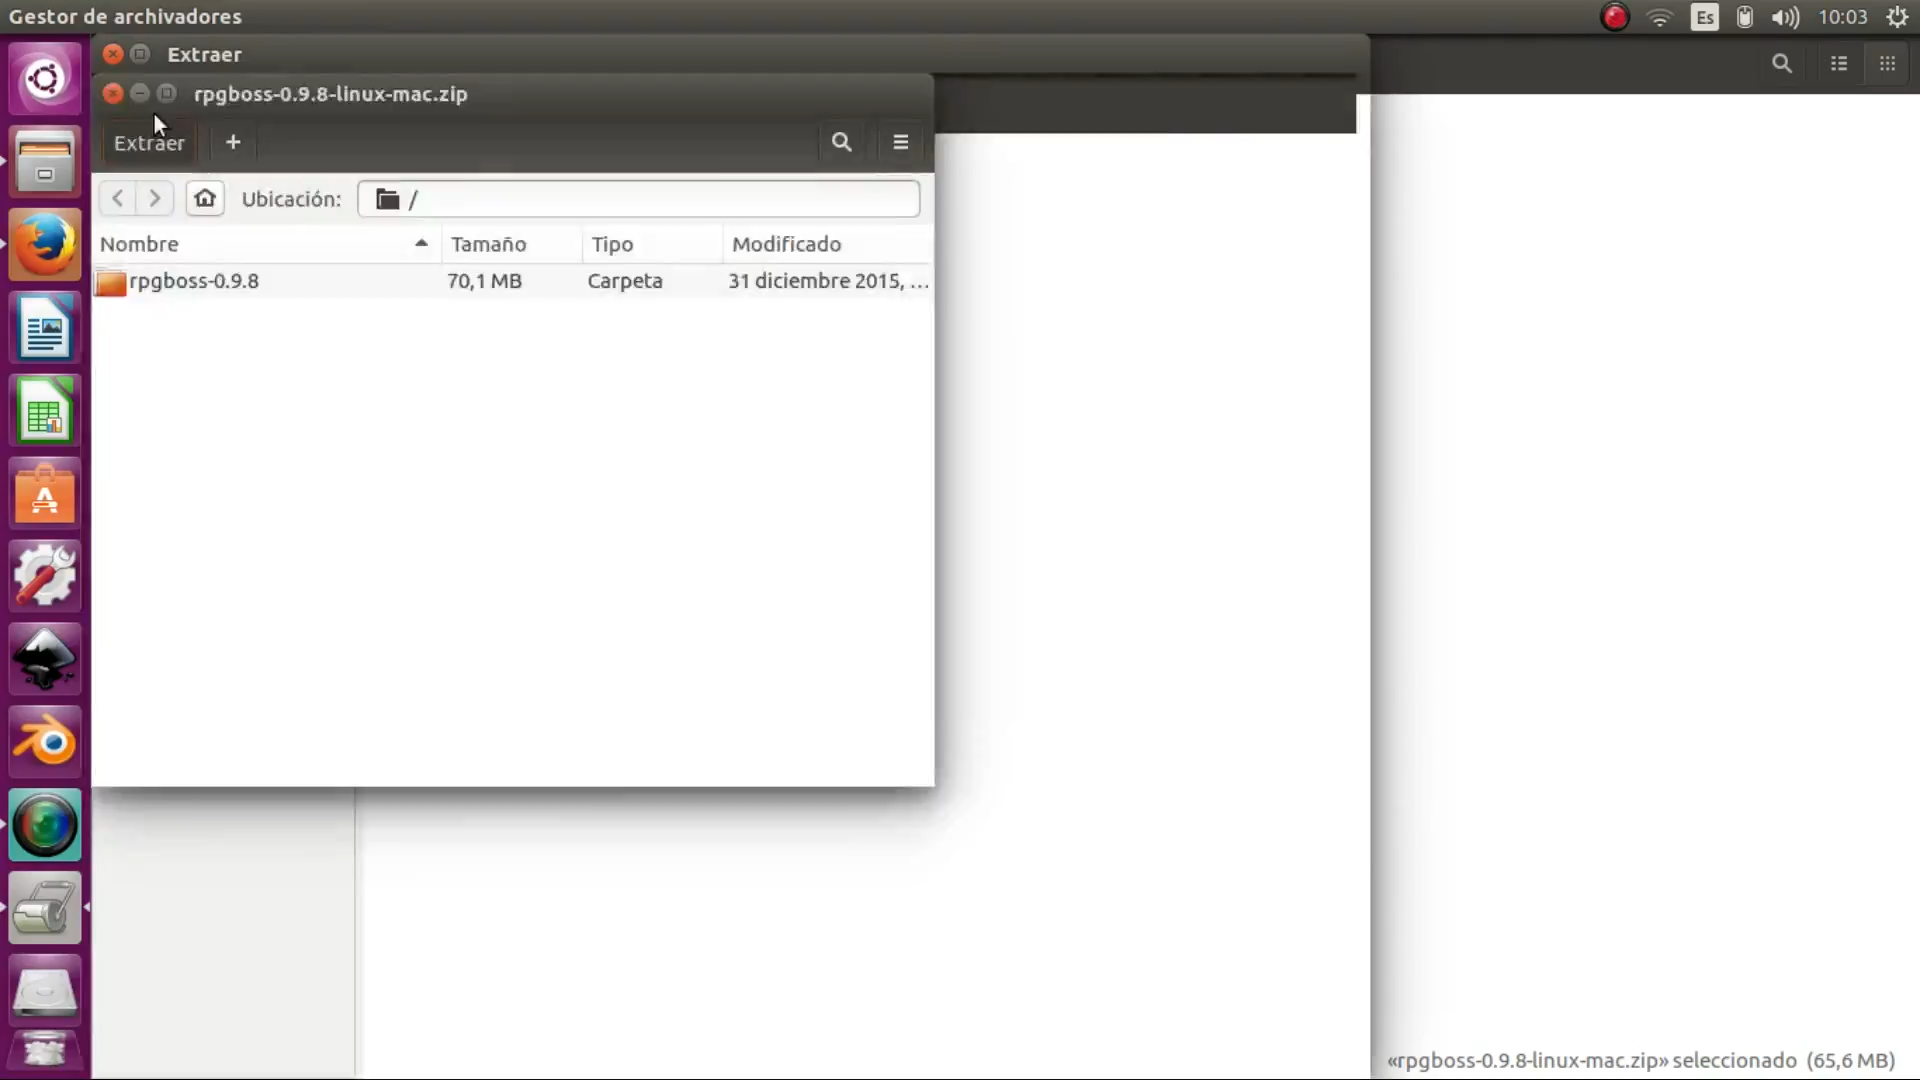 Gestor de archivadores
Es
10:03
Extraer
rpgboss-0.9.8-linux-mac.zip
Extraer
+
Ubicación:
/
Nombre
Tamaño
Tipo
Modificado
rpgboss-0.9.8
70,1 MB
Carpeta
31 diciembre 2015, ...
«rpgboss-0.9.8-linux-mac.zip» seleccionado (65,6 MB)